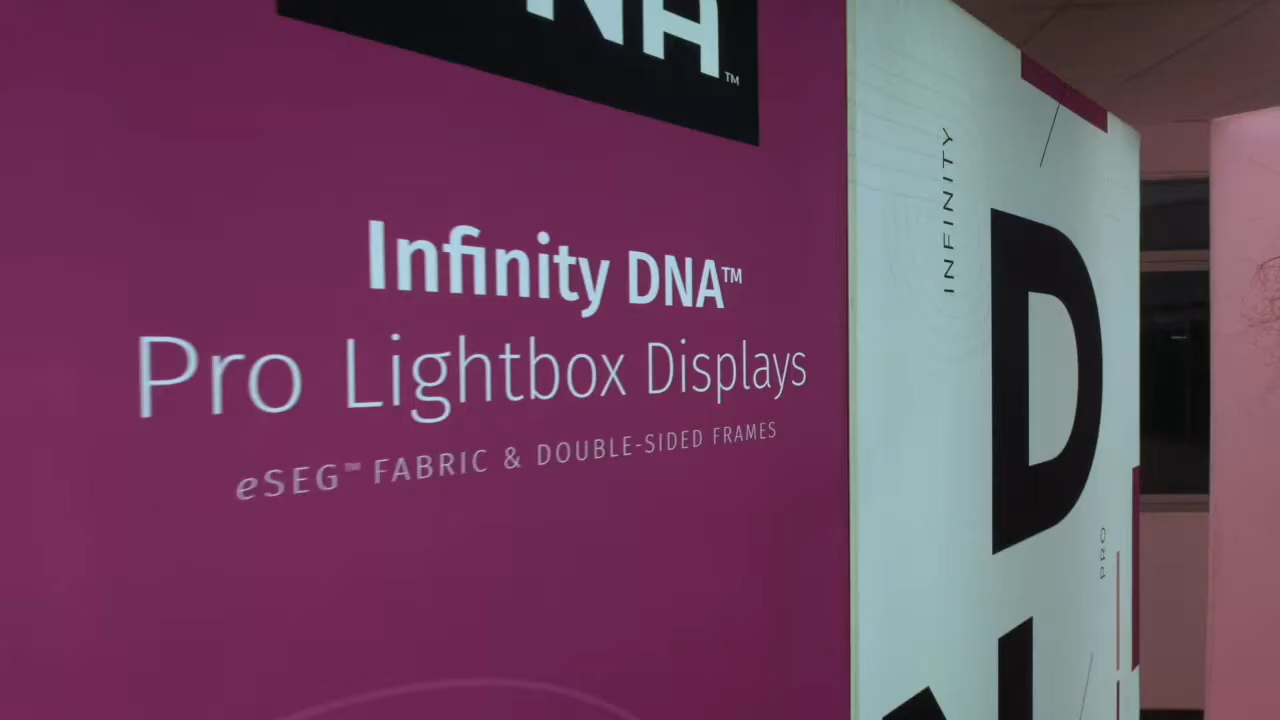 NA™
Infinity DNA™
Pro Lightbox Displays
eSEG™ FABRIC & DOUBLE-SIDED FRAMES
INFINITY
D
PRO